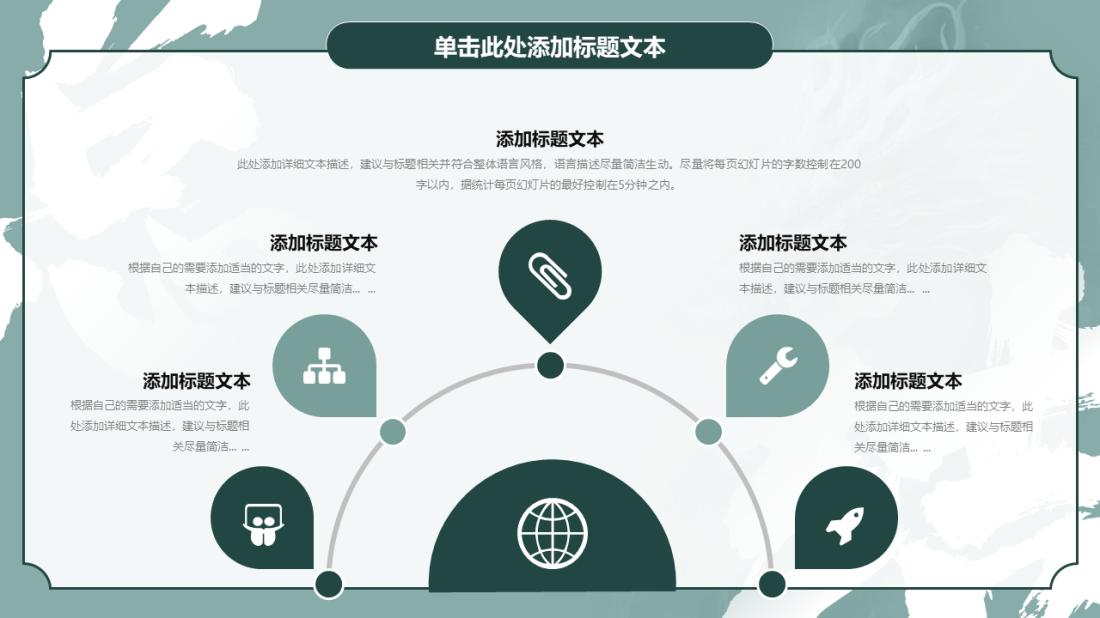 单击此处添加标题文本
添加标题文本
此处添加详细文本描述，建议与标题相关并符合整体语言风格，语言描述尽量简洁生动。尽量将每页幻灯片的字数控制在200
字以内，据统计每页幻灯片的最好控制在5分钟之内。
添加标题文本
根据自己的需要添加适当的文字，此处添加详细文
本描述，建议与标题相关尽量简洁... ...
添加标题文本
根据自己的需要添加适当的文字，此处添加详细文
本描述，建议与标题相关尽量简洁... ...
添加标题文本
根据自己的需要添加适当的文字，此
处添加详细文本描述，建议与标题相
关尽量简洁... ...
添加标题文本
根据自己的需要添加适当的文字，此
处添加详细文本描述，建议与标题相
关尽量简洁... ...